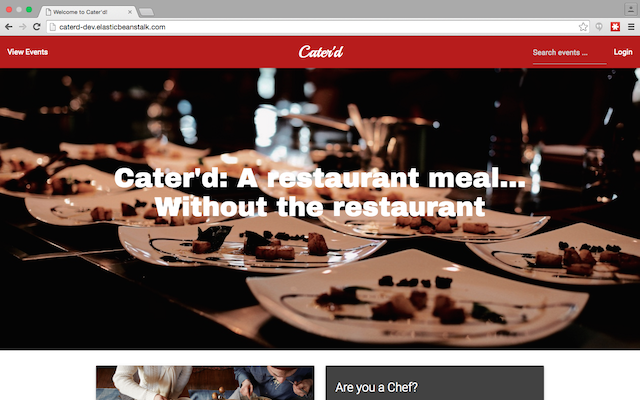 Welcome to Cater'd!
caterd-dev.elasticbeanstalk.com
View Events
Cater'd
Search events ...
Login
Cater'd: A restaurant meal...
Without the restaurant
Are you a Chef?